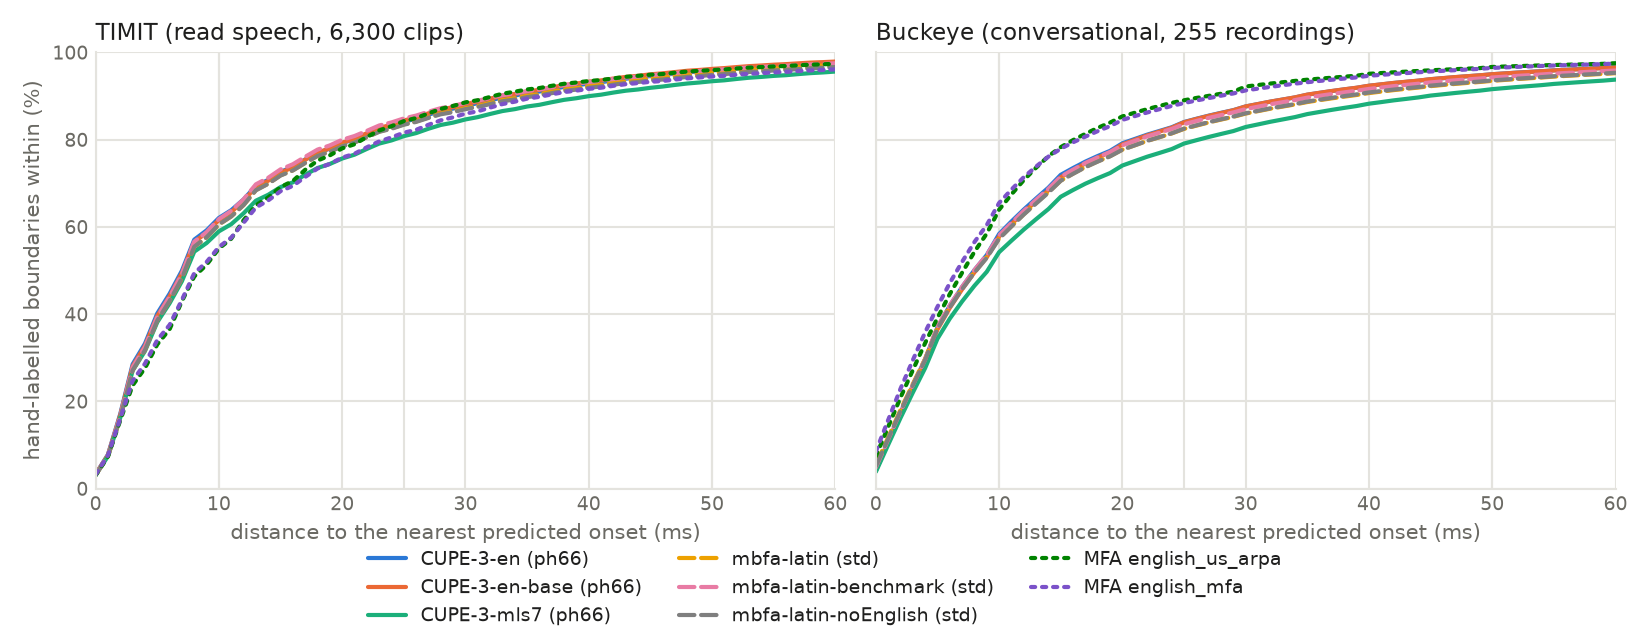 TIMIT (read speech, 6,300 clips)
Buckeye (conversational, 255 recordings)
hand-labelled boundaries within (%)
100
80
60
40
20
0
0 10 20 30 40 50 60
0 10 20 30 40 50 60
distance to the nearest predicted onset (ms)
distance to the nearest predicted onset (ms)
CUPE-3-en (ph66)
CUPE-3-en-base (ph66)
CUPE-3-mls7 (ph66)
mbfa-latin (std)
mbfa-latin-benchmark (std)
mbfa-latin-noEnglish (std)
MFA english_us_arpa
MFA english_mfa